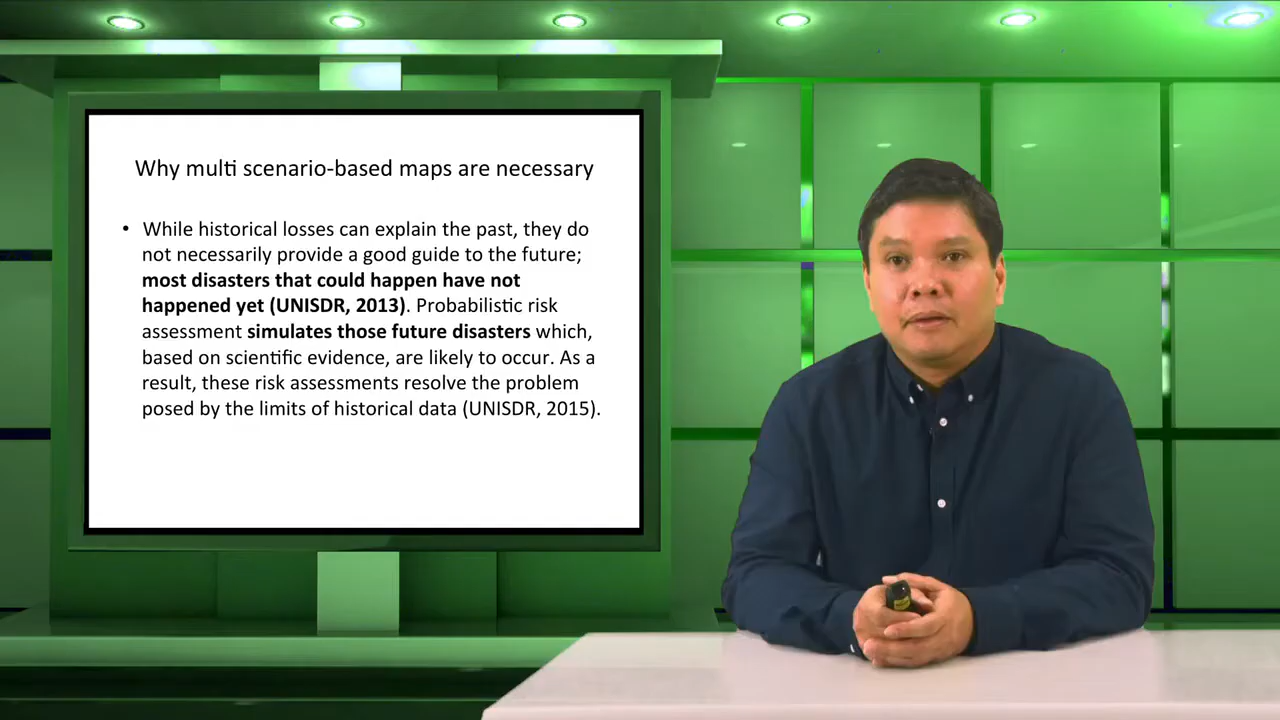 Why multi scenario-based maps are necessary
• While historical losses can explain the past, they do
not necessarily provide a good guide to the future;
most disasters that could happen have not
happened yet (UNISDR, 2013). Probabilistic risk
assessment simulates those future disasters which,
based on scientific evidence, are likely to occur. As a
result, these risk assessments resolve the problem
posed by the limits of historical data (UNISDR, 2015).